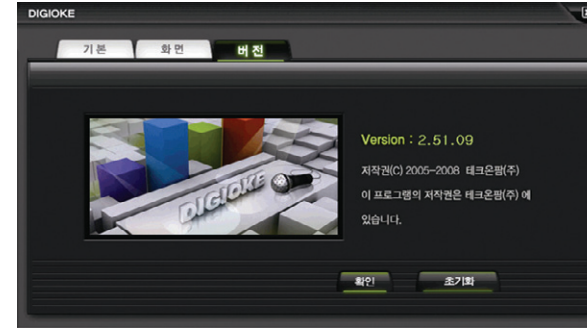 DIGIOKE
기본
화면
버전
DIGIOKE
Version : 2.51.09
저작권(C) 2005-2008 테크온팜(주)
이 프로그램의 저작권은 테크온팜(주) 에
있습니다.
확인
초기화